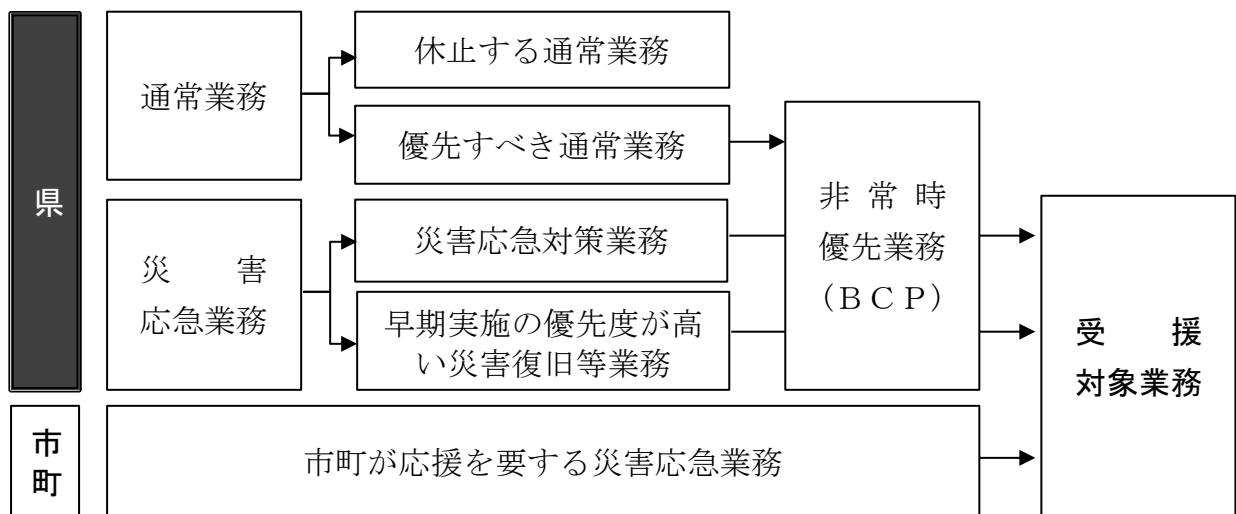 県
通常業務
休止する通常業務
優先すべき通常業務
災害
応急業務
災害応急対策業務
早期実施の優先度が高
い災害復旧等業務
非常時
優先業務
(BCP)
受援
対象業務
市
町
市町が応援を要する災害応急業務